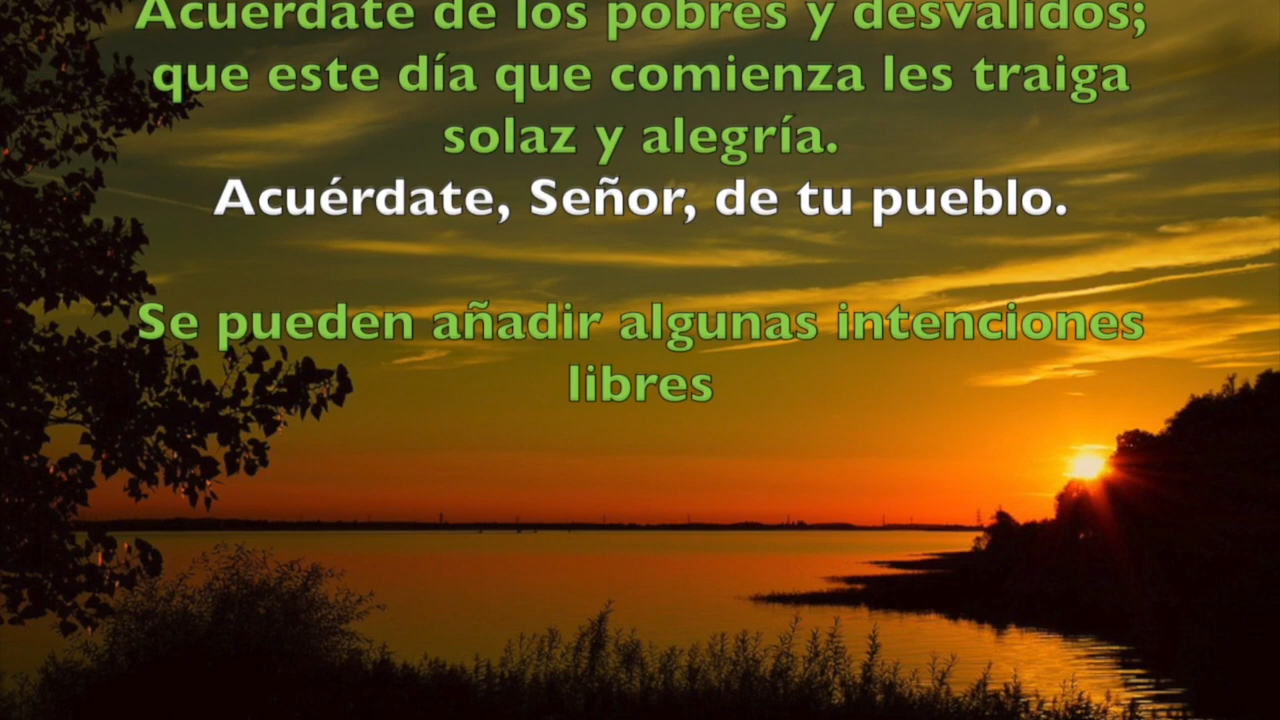 Acuérdate de los pobres y desvalidos;
que este día que comienza les traiga
solaz y alegría.
Acuérdate, Señor, de tu pueblo.
Se pueden añadir algunas intenciones
libres